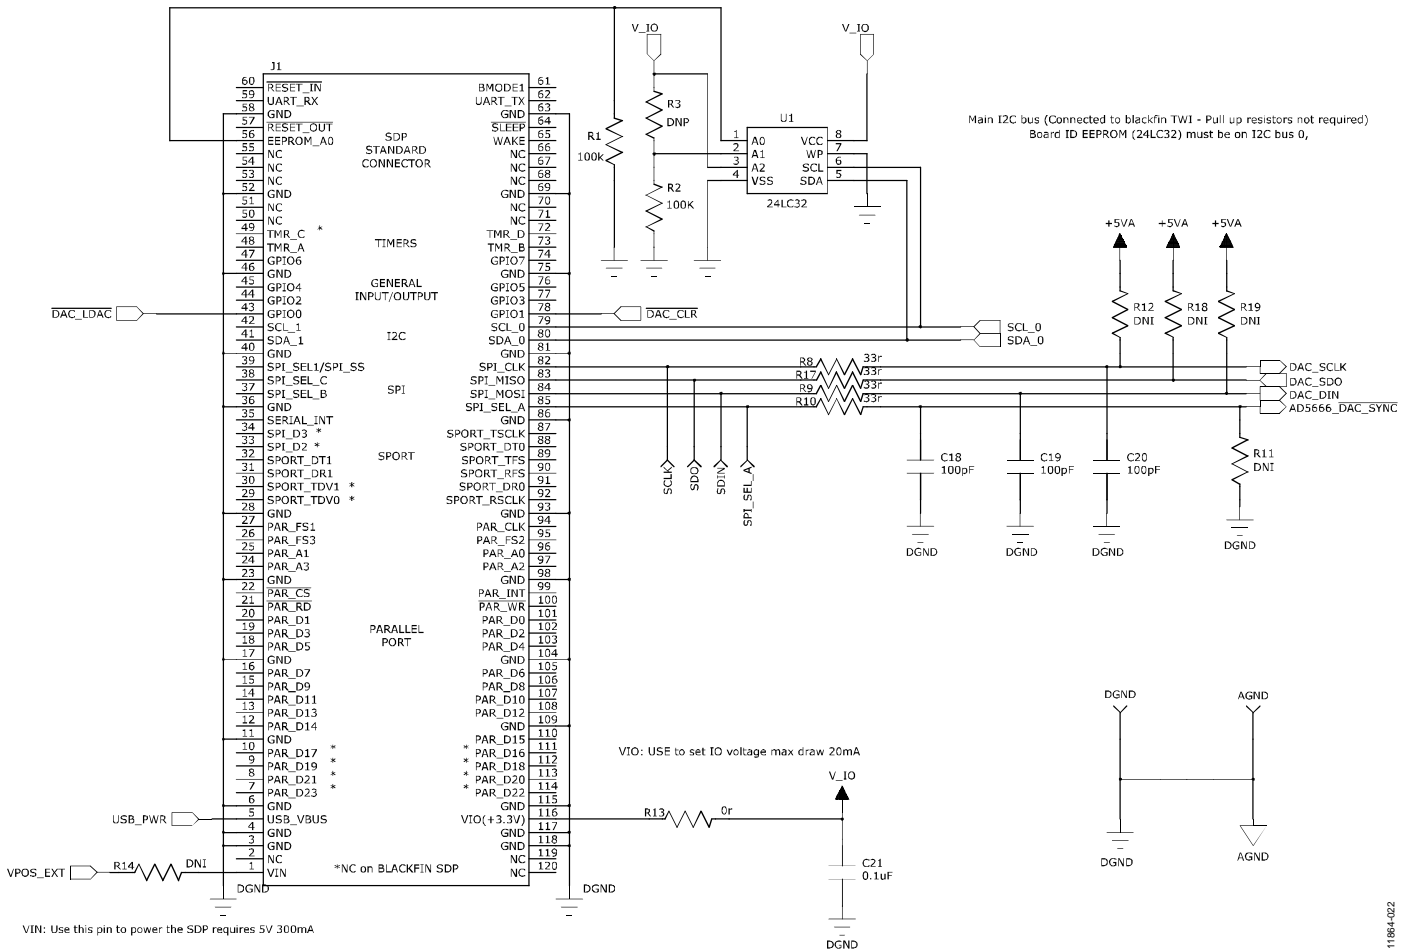 J1
60 RESET_IN
59 UART_RX
58 GND
57 RESET_OUT
56 EEPROM_A0
55 NC
54 NC
53 NC
52 GND
51 NC
50 NC
49 TMR_C *
48 TMR_A
47 GPIO6
46 GND
45 GPIO4
44 GPIO2
43 GPIO0
42 SCL_1
41 SDA_1
40 GND
39 SPI_SEL1/SPI_SS
38 SPI_SEL_C
37 SPI_SEL_B
36 GND
35 SERIAL_INT
34 SPI_D3 *
33 SPI_D2 *
32 SPORT_DT1
31 SPORT_DR1
30 SPORT_TDV1 *
29 SPORT_TDV0 *
28 GND
27 PAR_FS1
26 PAR_FS3
25 PAR_A1
24 PAR_A3
23 GND
22 PAR_CS
21 PAR_RD
20 PAR_D1
19 PAR_D3
18 PAR_D5
17 GND
16 PAR_D7
15 PAR_D9
14 PAR_D11
13 PAR_D13
12 PAR_D14
11 GND
10 PAR_D17 *
9 PAR_D19 *
8 PAR_D21 *
7 PAR_D23 *
6 GND
5 USB_VBUS
4 GND
3 GND
2 NC
1 VIN
SDP
STANDARD
CONNECTOR
TIMERS
GENERAL
INPUT/OUTPUT
I2C
SPI
SPORT
PARALLEL
PORT
*NC on BLACKFIN SDP
BMODE1 61
UART_TX 62
GND 63
SLEEP 64
WAKE 65
NC 66
NC 67
NC 68
GND 69
NC 70
NC 71
TMR_D 72
TMR_B 73
GPIO7 74
GND 75
GPIO5 76
GPIO3 77
GPIO1 78
SCL_0 79
SDA_0 80
GND 81
SPI_CLK 82
SPI_MISO 83
SPI_MOSI 84
SPI_SEL_A 85
GND 86
SPORT_TSCLK 87
SPORT_DT0 88
SPORT_TFS 89
SPORT_RFS 90
SPORT_DR0 91
SPORT_RSCLK 92
GND 93
PAR_CLK 94
PAR_FS2 95
PAR_A0 96
PAR_A2 97
GND 98
PAR_INT 99
PAR_WR 100
PAR_D0 101
PAR_D2 102
PAR_D4 103
GND 104
PAR_D6 105
PAR_D8 106
PAR_D10 107
PAR_D12 108
GND 109
PAR_D15 110
* PAR_D16 111
* PAR_D18 112
* PAR_D20 113
* PAR_D22 114
GND 115
VIO(+3.3V) 116
GND 117
GND 118
NC 119
NC 120
DAC_LDAC
USB_PWR
VPOS_EXT
R14
DNI
DGND
DGND
VIN: Use this pin to power the SDP requires 5V 300mA
R1
100k
V_IO
R3
DNP
R2
100K
U1
1 A0
2 A1
3 A2
4 VSS
VCC 8
WP 7
SCL 6
SDA 5
24LC32
V_IO
Main I2C bus (Connected to blackfin TWI - Pull up resistors not required)
Board ID EEPROM (24LC32) must be on I2C bus 0,
DAC_CLR
SCL_0
SDA_0
R8 33r
R17 33r
R9 33r
R10 33r
SCLK
SDO
SDIN
SPI_SEL_A
+5VA
+5VA
+5VA
R12
DNI
R18
DNI
R19
DNI
DAC_SCLK
DAC_SDO
DAC_DIN
AD5666_DAC_SYNC
C18
100pF
C19
100pF
C20
100pF
R11
DNI
DGND
DGND
DGND
DGND
VIO: USE to set IO voltage max draw 20mA
V_IO
R13
0r
C21
0.1uF
DGND
DGND
AGND
DGND
AGND
11864-022